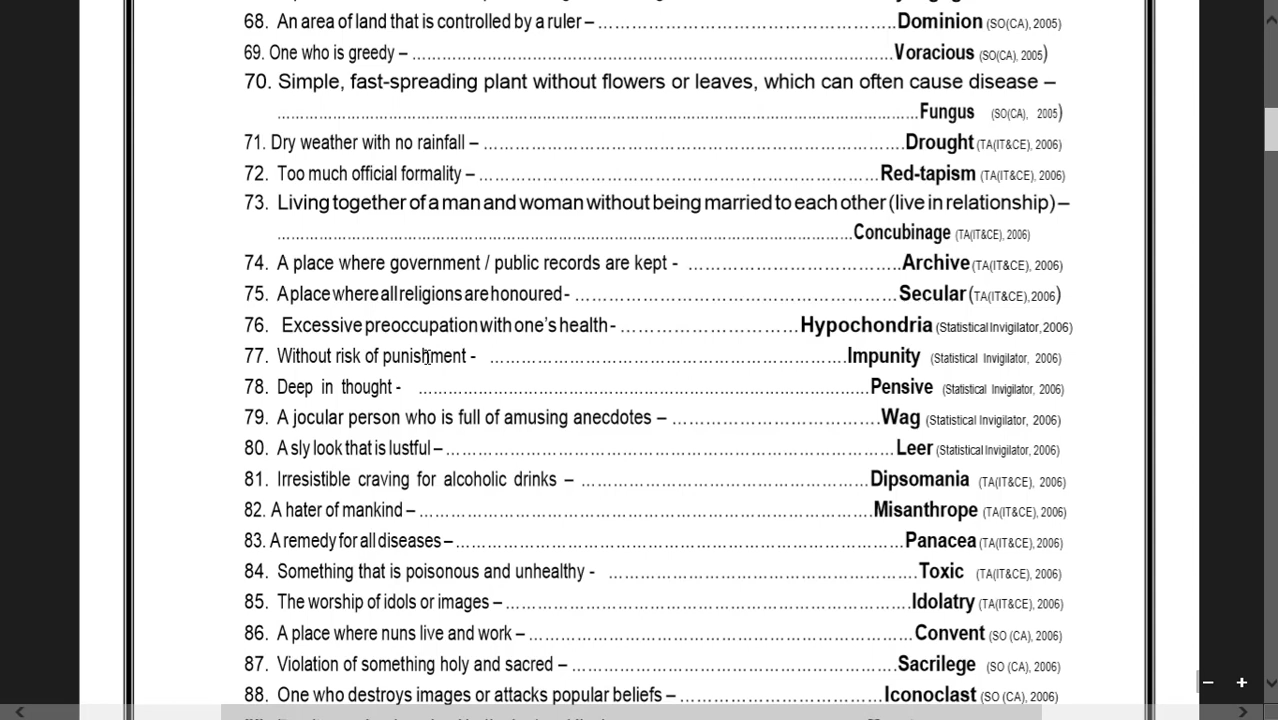 68. An area of land that is controlled by a ruler – ……………………………………………….. Dominion (SO(CA), 2005)
69. One who is greedy – ……………………………………………………………………………. Voracious (SO(CA), 2005)
70. Simple, fast-spreading plant without flowers or leaves, which can often cause disease –
……………………………………………………………………………………………………… Fungus (SO(CA), 2005)
71. Dry weather with no rainfall – …………………………………………………………………. Drought (TA(IT&CE), 2006)
72. Too much official formality – ………………………………………………………………… Red-tapism (TA(IT&CE), 2006)
73. Living together of a man and woman without being married to each other (live in relationship) –
…………………………………………………………………………………………… Concubinage (TA(IT&CE), 2006)
74. A place where government / public records are kept - ……………………………….. Archive (TA(IT&CE), 2006)
75. A place where all religions are honoured - …………………………………………………… Secular (TA(IT&CE), 2006)
76. Excessive preoccupation with one’s health - …………………………… Hypochondria (Statistical Invigilator, 2006)
77. Without risk of punishment - ………………………………………………………….. Impunity (Statistical Invigilator, 2006)
78. Deep in thought - ……………………………………………………………………… Pensive (Statistical Invigilator, 2006)
79. A jocular person who is full of amusing anecdotes – ……………………………….. Wag (Statistical Invigilator, 2006)
80. A sly look that is lustful – ……………………………………………………………………… Leer (Statistical Invigilator, 2006)
81. Irresistible craving for alcoholic drinks – ……………………………………………… Dipsomania (TA(IT&CE), 2006)
82. A hater of mankind – ………………………………………………………………………. Misanthrope (TA(IT&CE), 2006)
83. A remedy for all diseases – ………………………………………………………………………… Panacea (TA(IT&CE), 2006)
84. Something that is poisonous and unhealthy - ……………………………………………….. Toxic (TA(IT&CE), 2006)
85. The worship of idols or images – ………………………………………………………………. Idolatry (TA(IT&CE), 2006)
86. A place where nuns live and work – …………………………………………………………… Convent (SO (CA), 2006)
87. Violation of something holy and sacred – …………………………………………………. Sacrilege (SO (CA), 2006)
88. One who destroys images or attacks popular beliefs – ……………………………… Iconoclast (SO (CA), 2006)